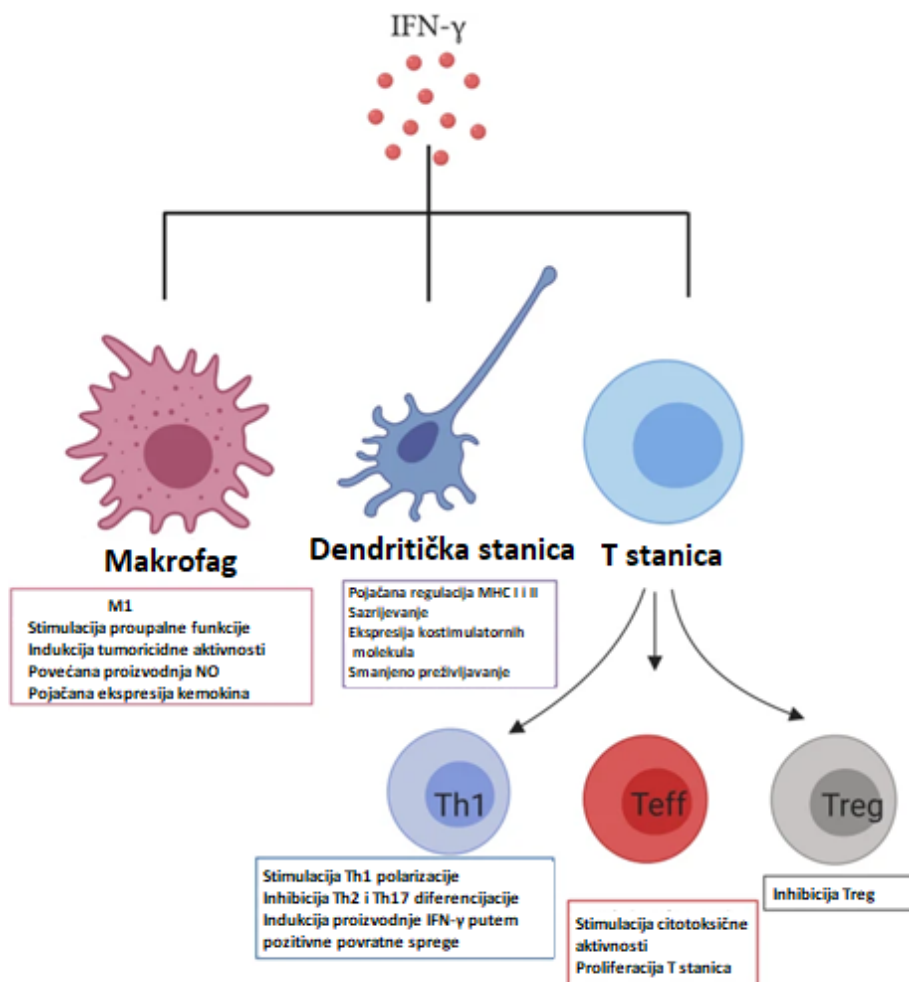 IFN-γ
Makrofag
Dendritička stanica
T stanica
M1
Stimulacija proupalne funkcije
Indukcija tumoricidne aktivnosti
Povećana proizvodnja NO
Pojačana ekspresija kemokina
Pojačana regulacija MHC I i II
Sazrijevanje
Ekspresija kostimulatornih
molekula
Smanjeno preživljavanje
Th1
Teff
Treg
Stimulacija Th1 polarizacije
Inhibicija Th2 i Th17 diferencijacije
Indukcija proizvodnje IFN-γ putem
pozitivne povratne sprege
Stimulacija citotoksične
aktivnosti
Proliferacija T stanica
Inhibicija Treg